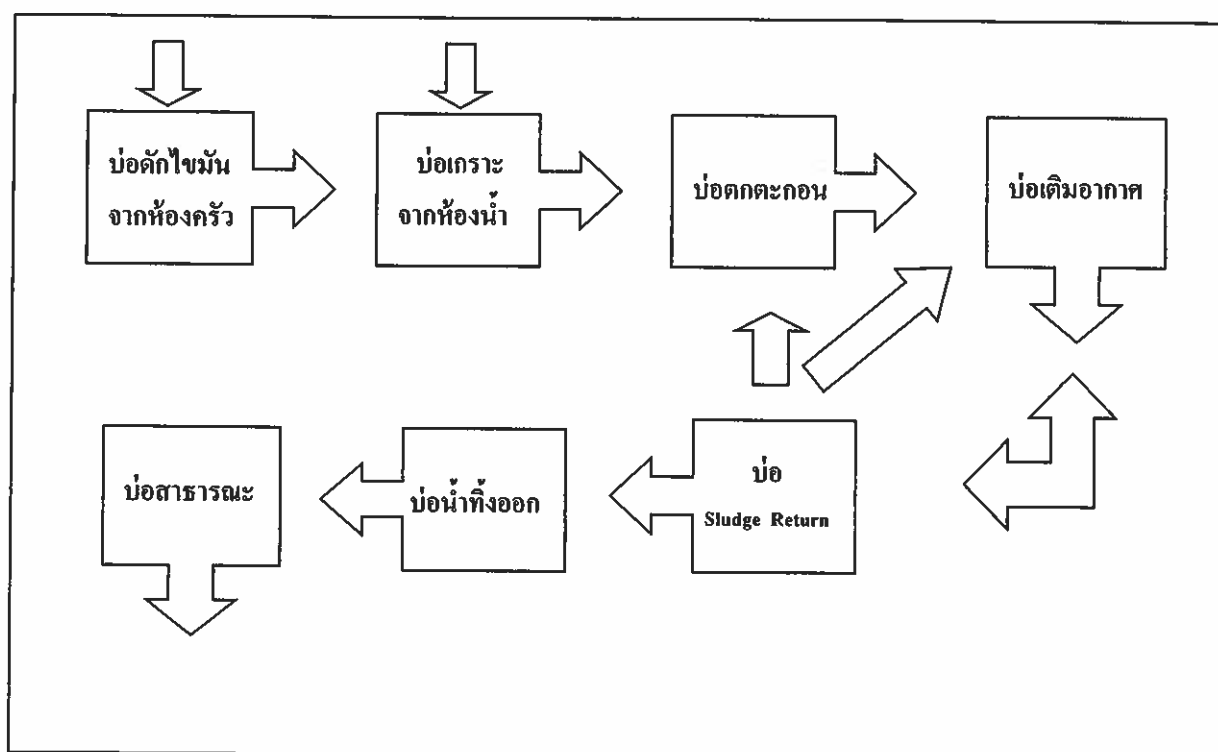 บ่อดักไขมัน
จากห้องครัว
บ่อเกราะ
จากห้องน้ำ
บ่อตกตะกอน
บ่อเติมอากาศ
บ่อสาธารณะ
บ่อน้ำทิ้งออก
บ่อ
Sludge Return